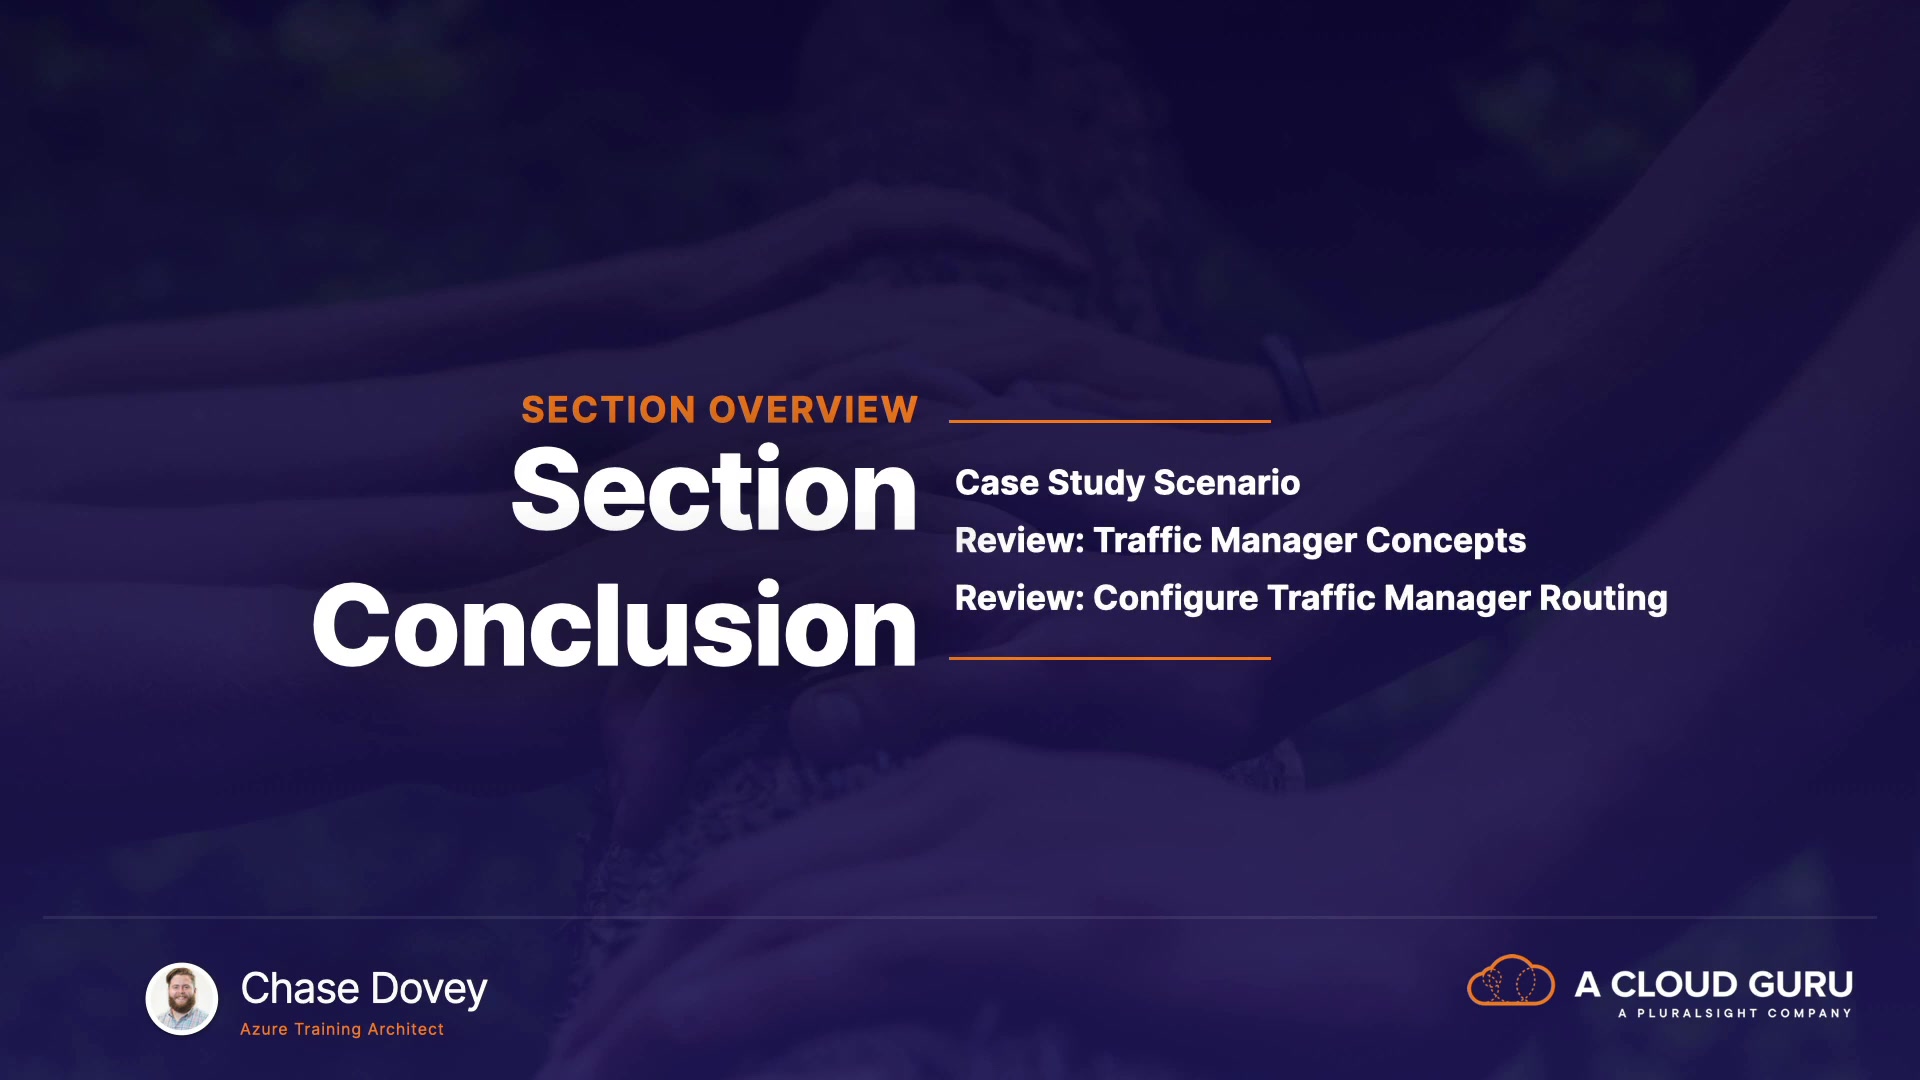 SECTION OVERVIEW
Section
Conclusion
Case Study Scenario
Review: Traffic Manager Concepts
Review: Configure Traffic Manager Routing
Chase Dovey
Azure Training Architect
A CLOUD GURU
A PLURALSIGHT COMPANY